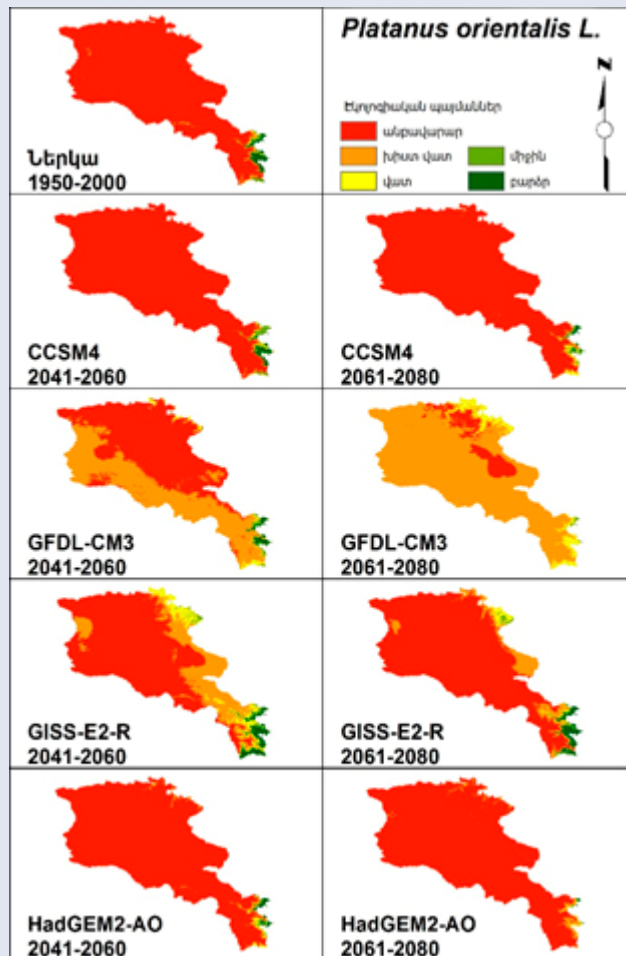 Platanus orientalis L.
N
Էկոլոգիական պայմաններ
անբավարար
խիստ վատ
միջին
վատ
բարձր
Ներկա
1950-2000
CCSM4
2041-2060
CCSM4
2061-2080
GFDL-CM3
2041-2060
GFDL-CM3
2061-2080
GISS-E2-R
2041-2060
GISS-E2-R
2061-2080
HadGEM2-AO
2041-2060
HadGEM2-AO
2061-2080